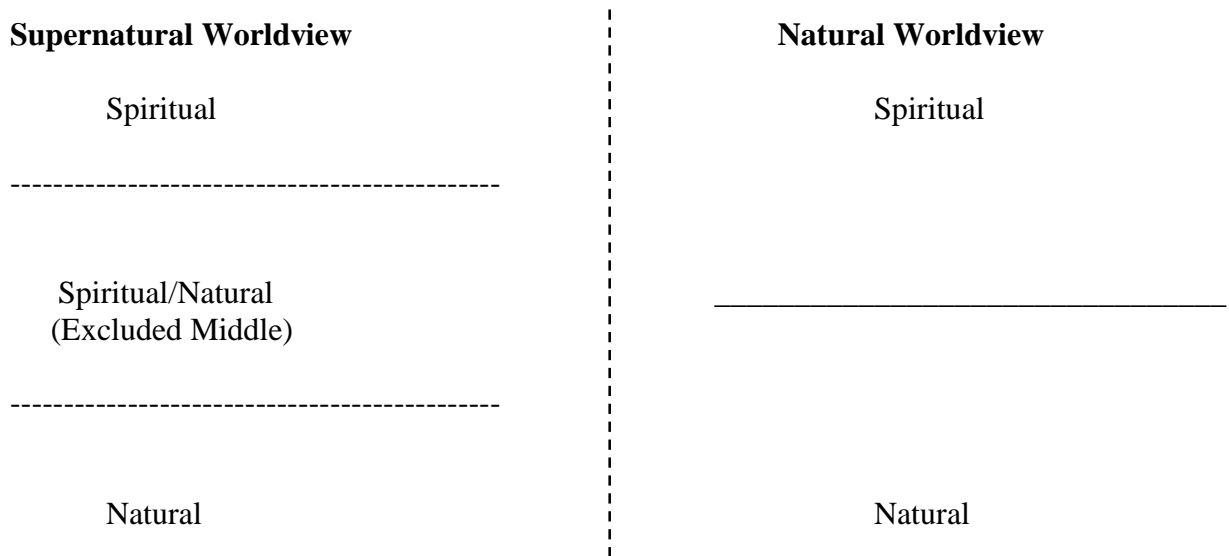 Supernatural Worldview
Natural Worldview
Spiritual
Spiritual
Spiritual/Natural
(Excluded Middle)
Natural
Natural